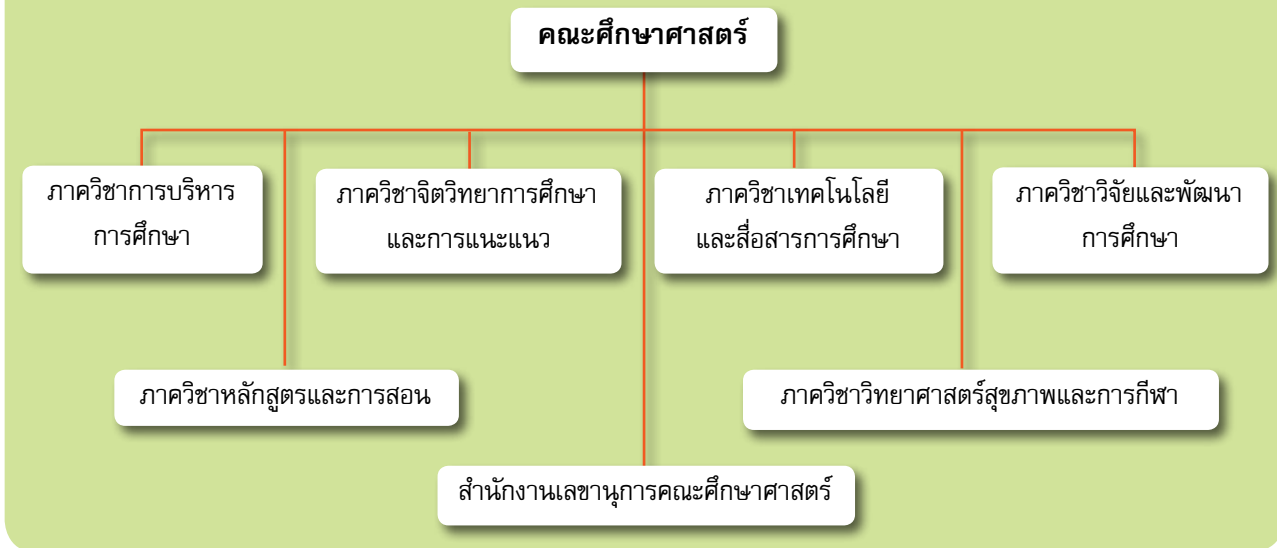 คณะศึกษาศาสตร์
ภาควิชาการบริหาร
การศึกษา
ภาควิชาจิตวิทยาการศึกษา
และการแนะแนว
ภาควิชาเทคโนโลยี
และสื่อสารการศึกษา
ภาควิชาวิจัยและพัฒนา
การศึกษา
ภาควิชาหลักสูตรและการสอน
ภาควิชาวิทยาศาสตร์สุขภาพและการกีฬา
สำนักงานเลขานุการคณะศึกษาศาสตร์